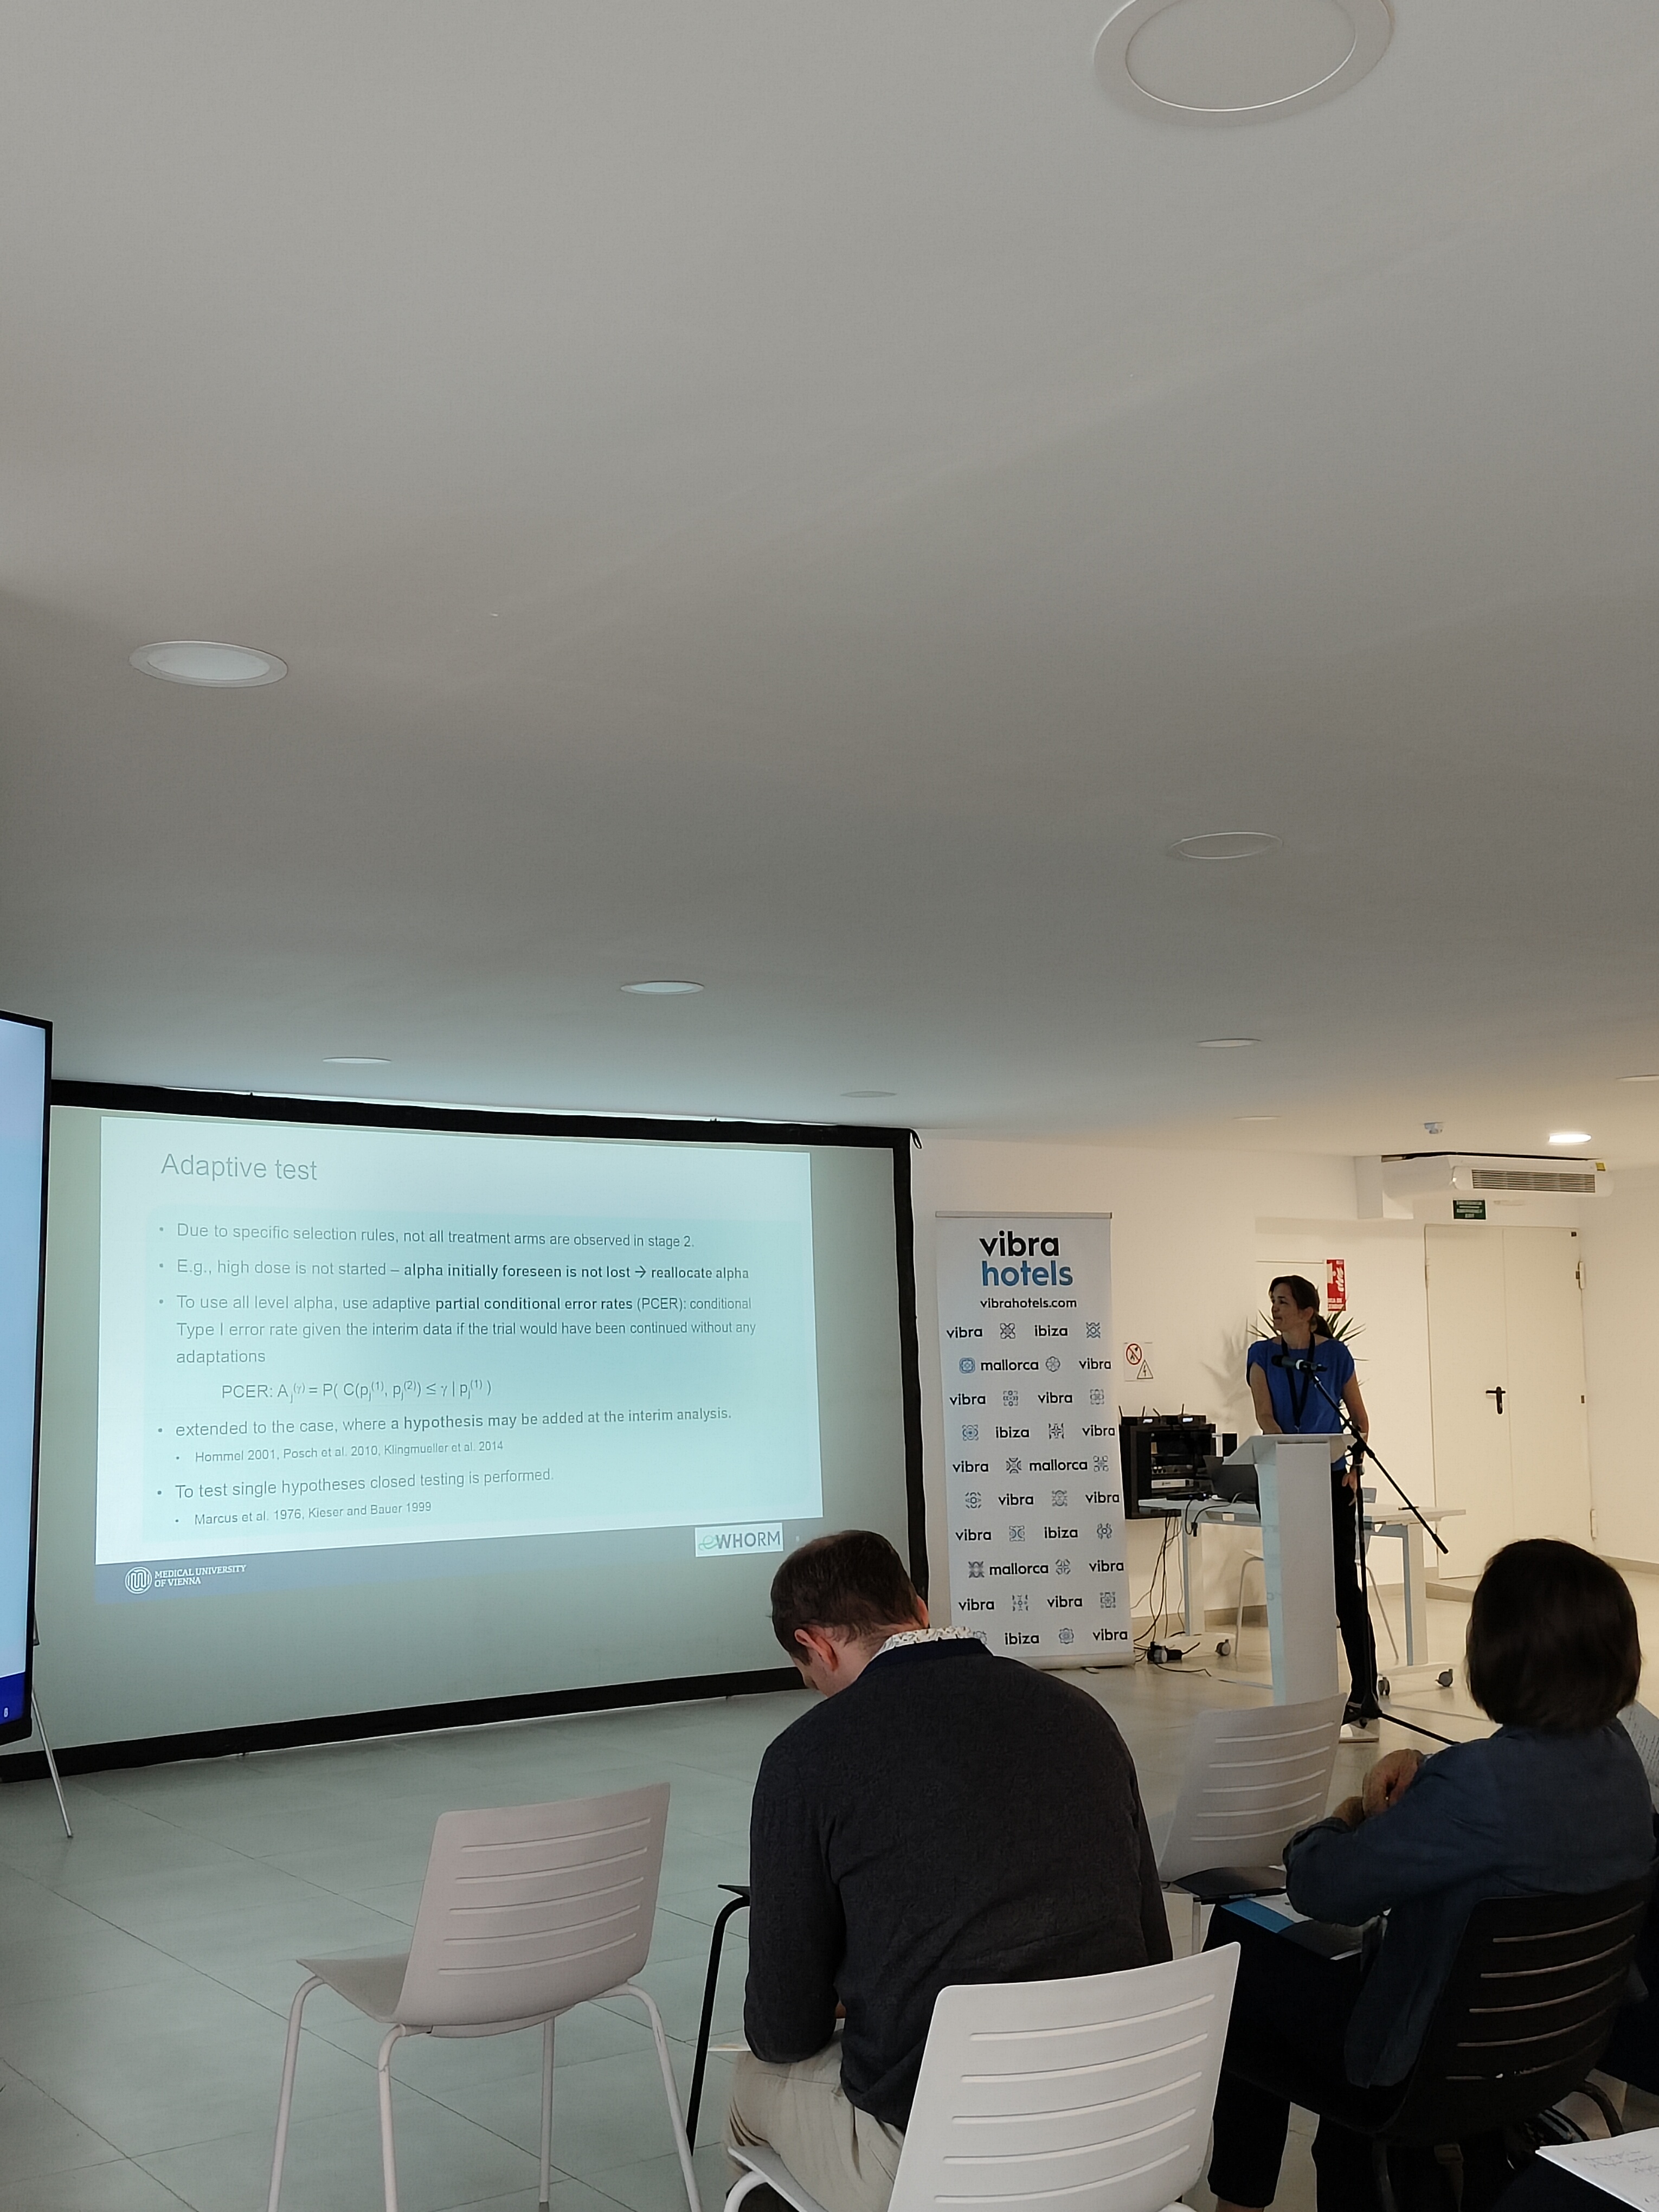 Adaptive test
• Due to specific selection rules, not all treatment arms are observed in stage 2.
• E.g., high dose is not started – alpha initially foreseen is not lost → reallocate alpha
• To use all level alpha, use adaptive partial conditional error rates (PCER): conditional
Type I error rate given the interim data if the trial would have been continued without any
adaptations
PCER: Aⱼ⁽ᵞ⁾ = P( C(pⱼ⁽¹⁾, pⱼ⁽²⁾) ≤ γ | pⱼ⁽¹⁾ )
• extended to the case, where a hypothesis may be added at the interim analysis.
• Hommel 2001, Posch et al. 2010, Klingmueller et al. 2014
• To test single hypotheses closed testing is performed.
• Marcus et al. 1976, Kieser and Bauer 1999
eWHORM
MEDICAL UNIVERSITY
OF VIENNA
vibra
hotels
vibrahotels.com
vibra ibiza
mallorca vibra
vibra vibra
ibiza vibra
vibra mallorca
vibra vibra
vibra ibiza
mallorca vibra
vibra vibra
ibiza vibra